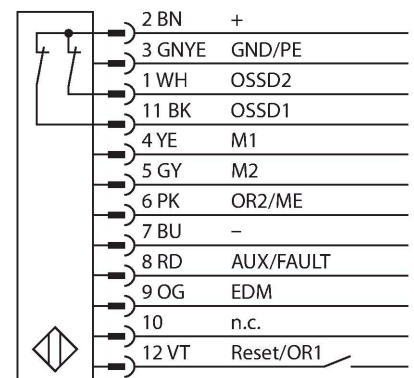 2 BN +
3 GNYE GND/PE
1 WH OSSD2
11 BK OSSD1
4 YE M1
5 GY M2
6 PK OR2/ME
7 BU –
8 RD AUX/FAULT
9 OG EDM
10 n.c.
12 VT Reset/OR1